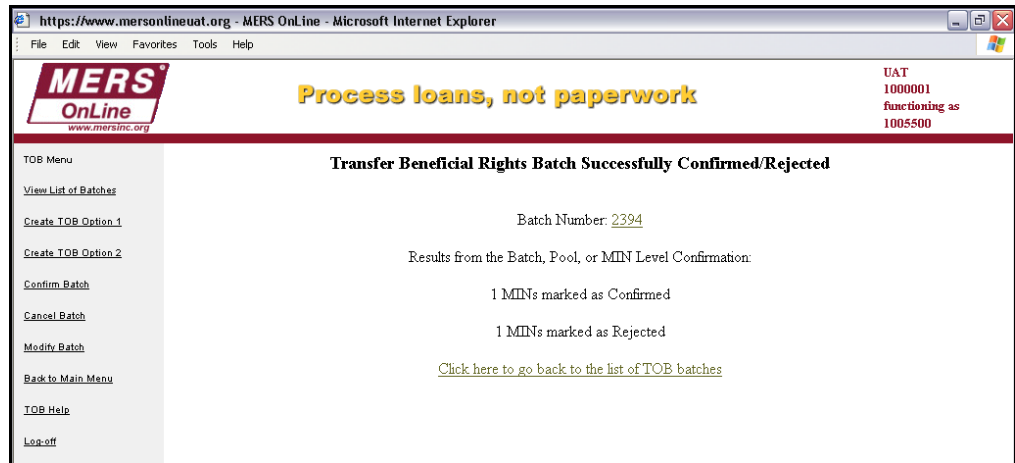 https://www.mersonlineuat.org - MERS OnLine - Microsoft Internet Explorer
File Edit View Favorites Tools Help
MERS®
OnLine
www.mersinc.org
Process loans, not paperwork
UAT
1000001
functioning as
1005500
TOB Menu
View List of Batches
Create TOB Option 1
Create TOB Option 2
Confirm Batch
Cancel Batch
Modify Batch
Back to Main Menu
TOB Help
Log-off
Transfer Beneficial Rights Batch Successfully Confirmed/Rejected
Batch Number: 2394
Results from the Batch, Pool, or MIN Level Confirmation:
1 MINs marked as Confirmed
1 MINs marked as Rejected
Click here to go back to the list of TOB batches